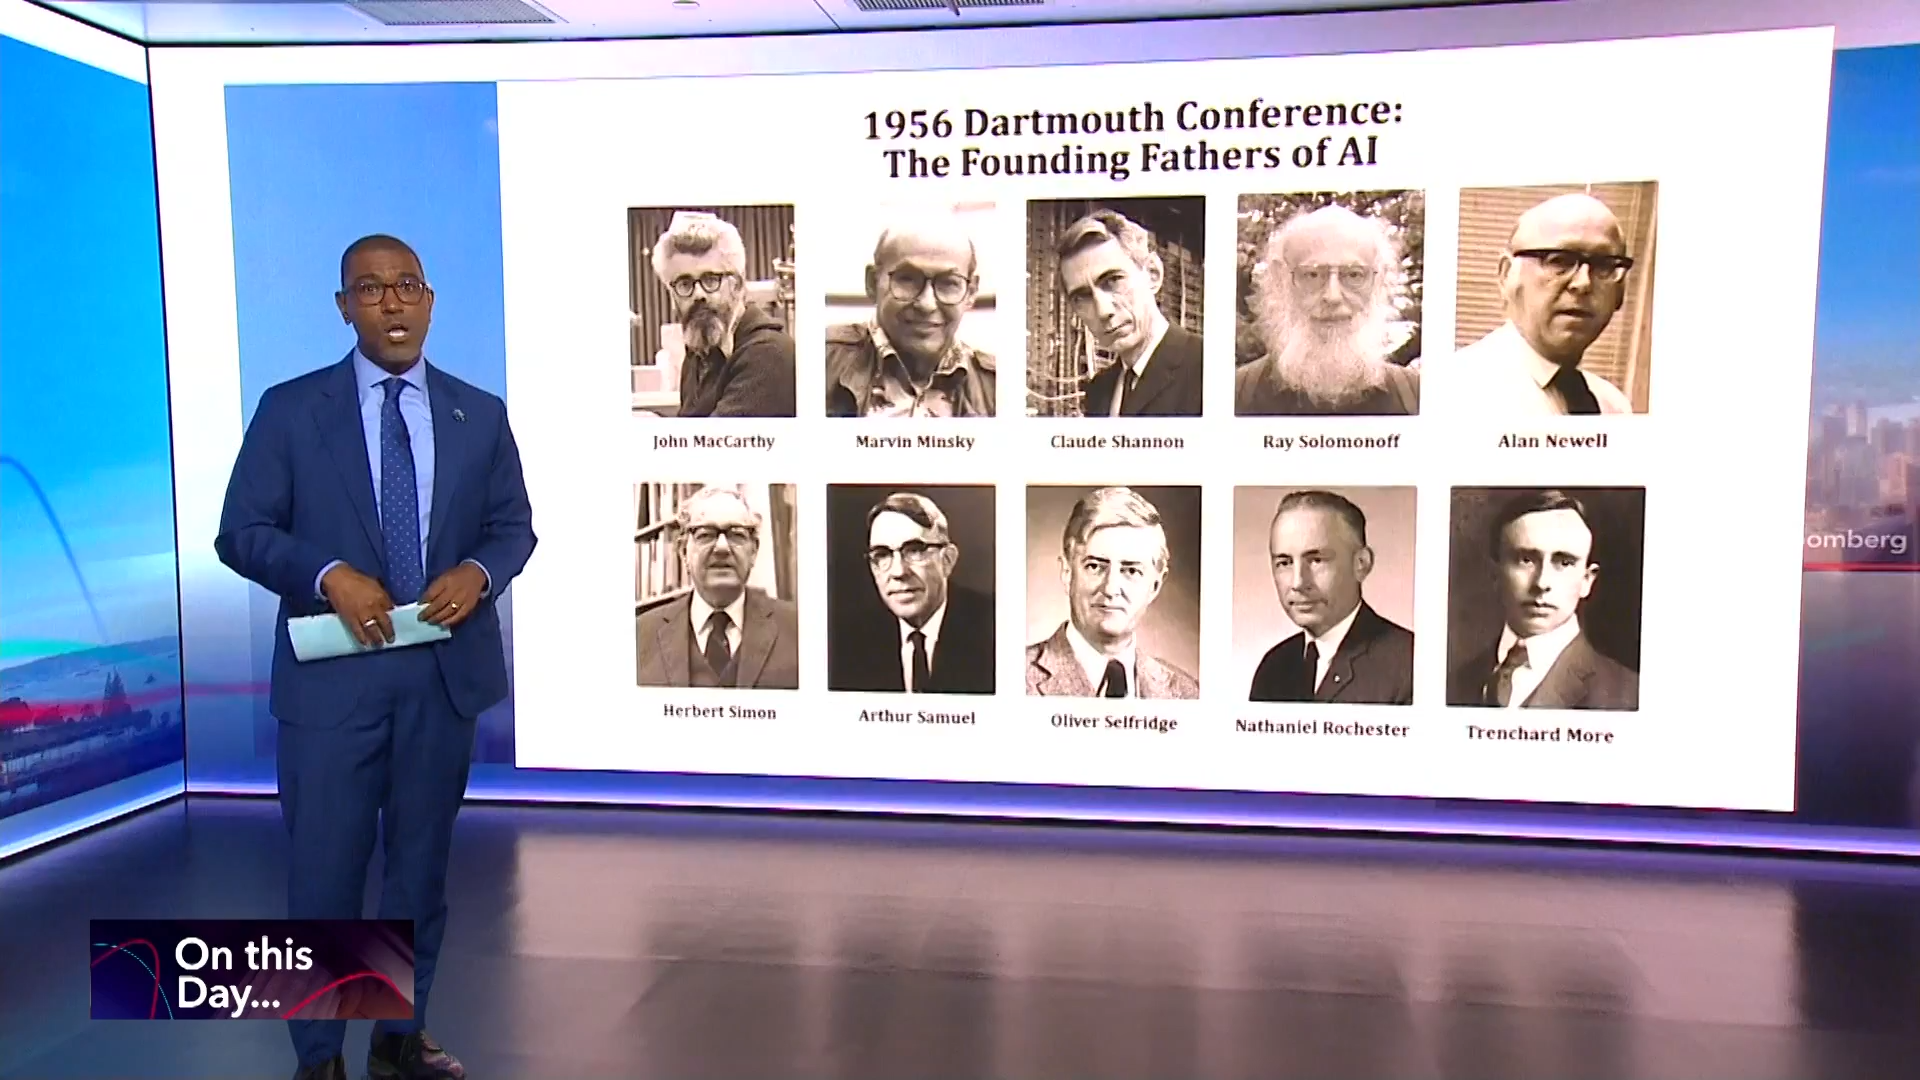 1956 Dartmouth Conference:
The Founding Fathers of AI
John MacCarthy
Marvin Minsky
Claude Shannon
Ray Solomonoff
Alan Newell
Herbert Simon
Arthur Samuel
Oliver Selfridge
Nathaniel Rochester
Trenchard More
omberg
On this
Day...